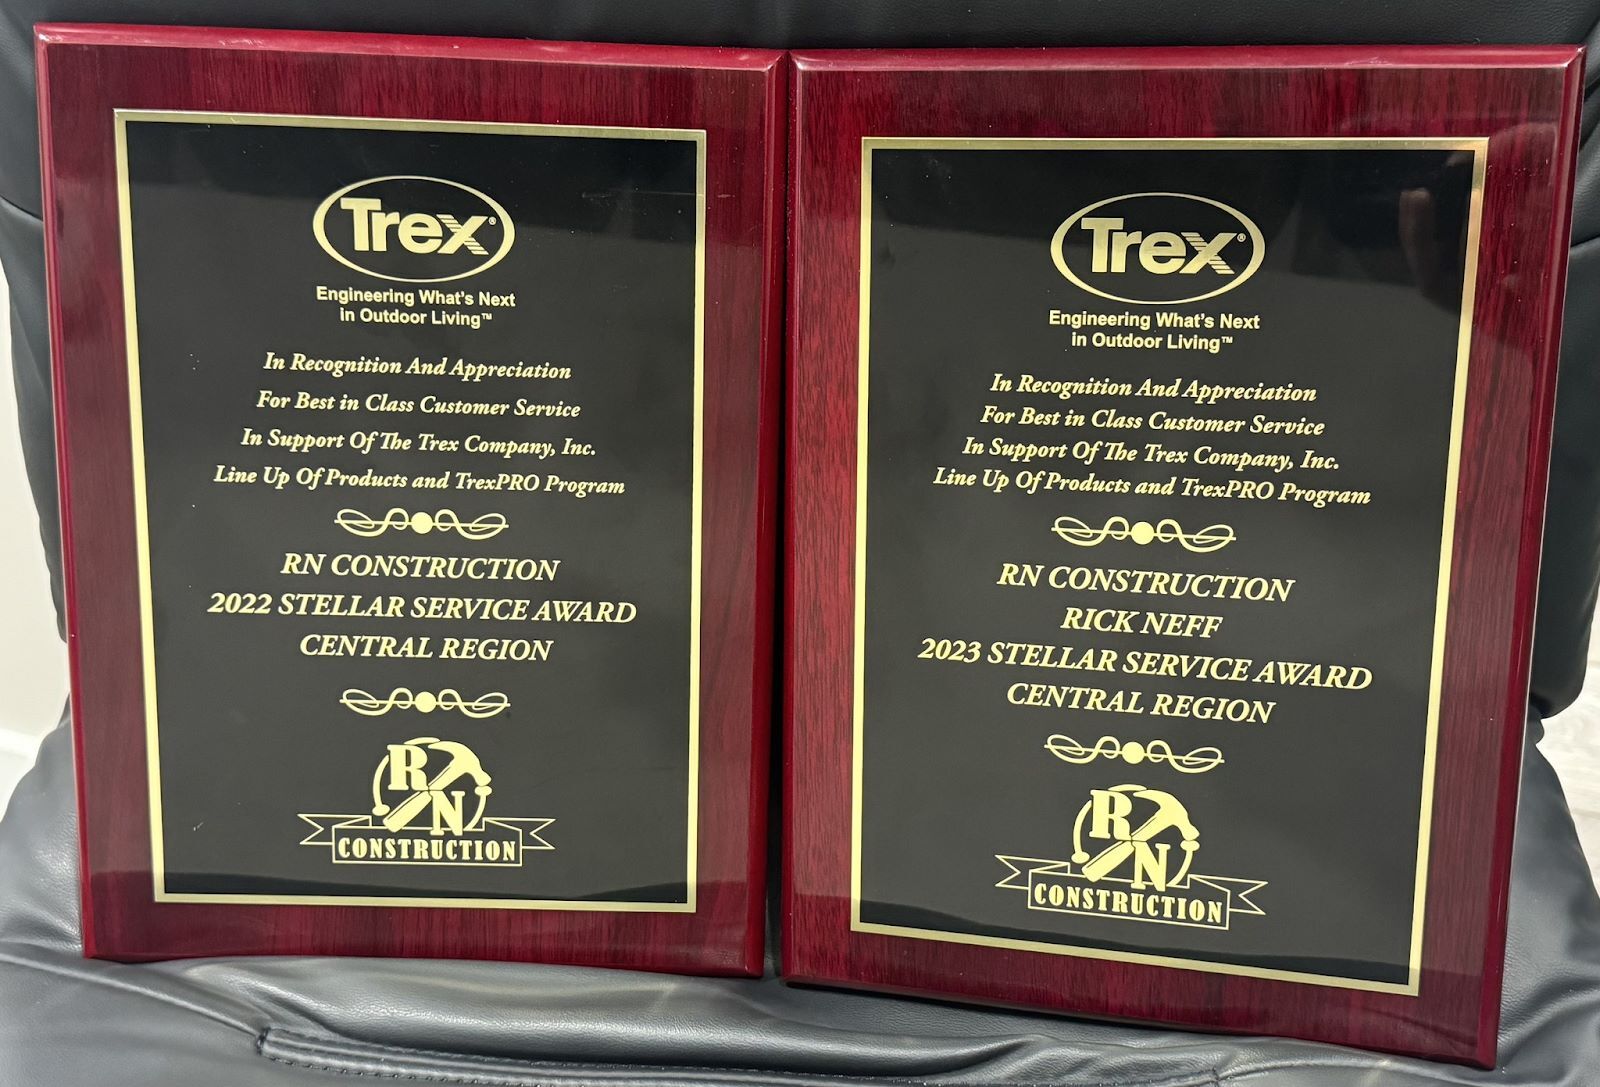 Trex®
Engineering What's Next
in Outdoor Living™
In Recognition And Appreciation
For Best in Class Customer Service
In Support Of The Trex Company, Inc.
Line Up Of Products and TrexPRO Program
RN CONSTRUCTION
2022 STELLAR SERVICE AWARD
CENTRAL REGION
R N
CONSTRUCTION
Trex®
Engineering What's Next
in Outdoor Living™
In Recognition And Appreciation
For Best in Class Customer Service
In Support Of The Trex Company, Inc.
Line Up Of Products and TrexPRO Program
RN CONSTRUCTION
RICK NEFF
2023 STELLAR SERVICE AWARD
CENTRAL REGION
R N
CONSTRUCTION